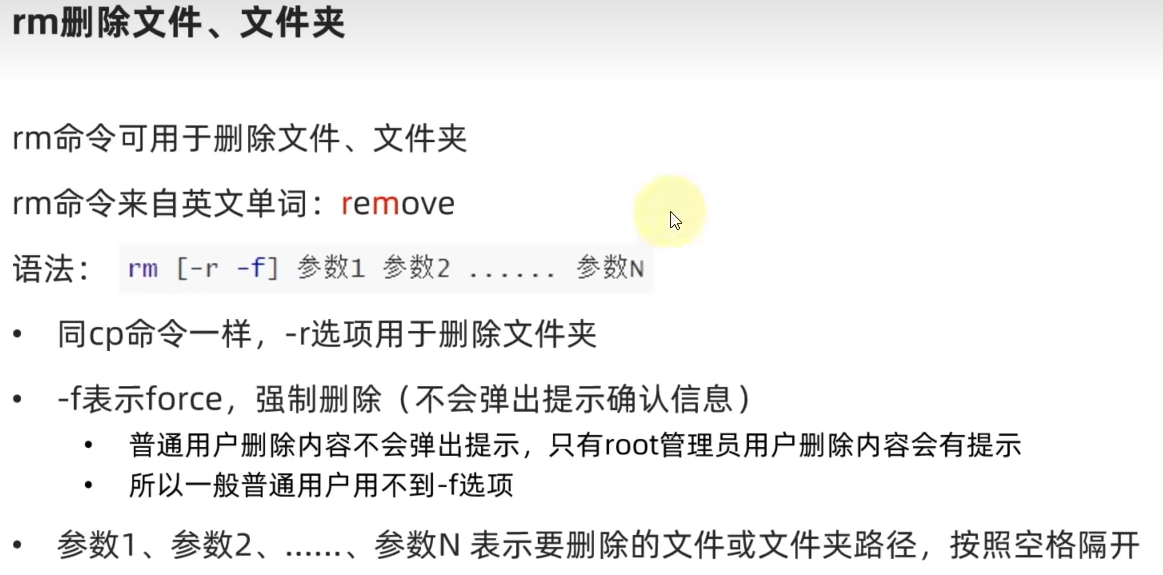 rm删除文件、文件夹
rm命令可用于删除文件、文件夹
rm命令来自英文单词：remove
语法： rm [-r -f] 参数1 参数2 ...... 参数N
• 同cp命令一样，-r选项用于删除文件夹
• -f表示force，强制删除（不会弹出提示确认信息）
• 普通用户删除内容不会弹出提示，只有root管理员用户删除内容会有提示
• 所以一般普通用户用不到-f选项
• 参数1、参数2、......、参数N 表示要删除的文件或文件夹路径，按照空格隔开